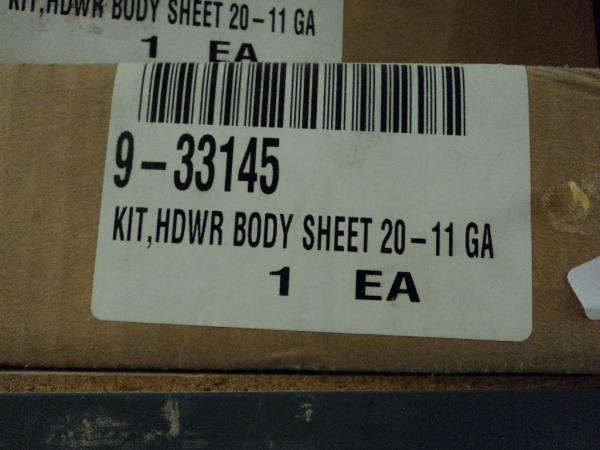 KIT,HDWR BODY SHEET 20-11 GA
1 EA
9-33145
KIT,HDWR BODY SHEET 20-11 GA
1 EA